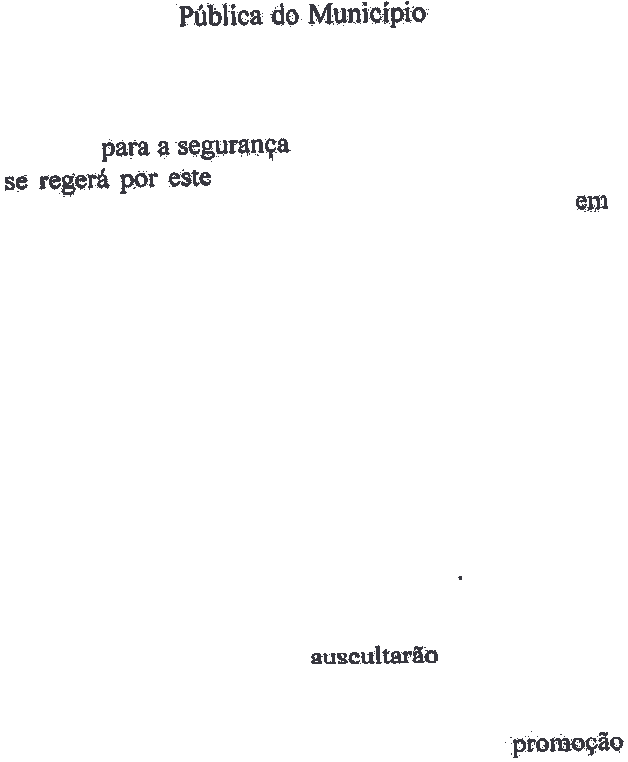 Pública do Município
para a segurança
se regerá por este
em
auscultarão
promoção